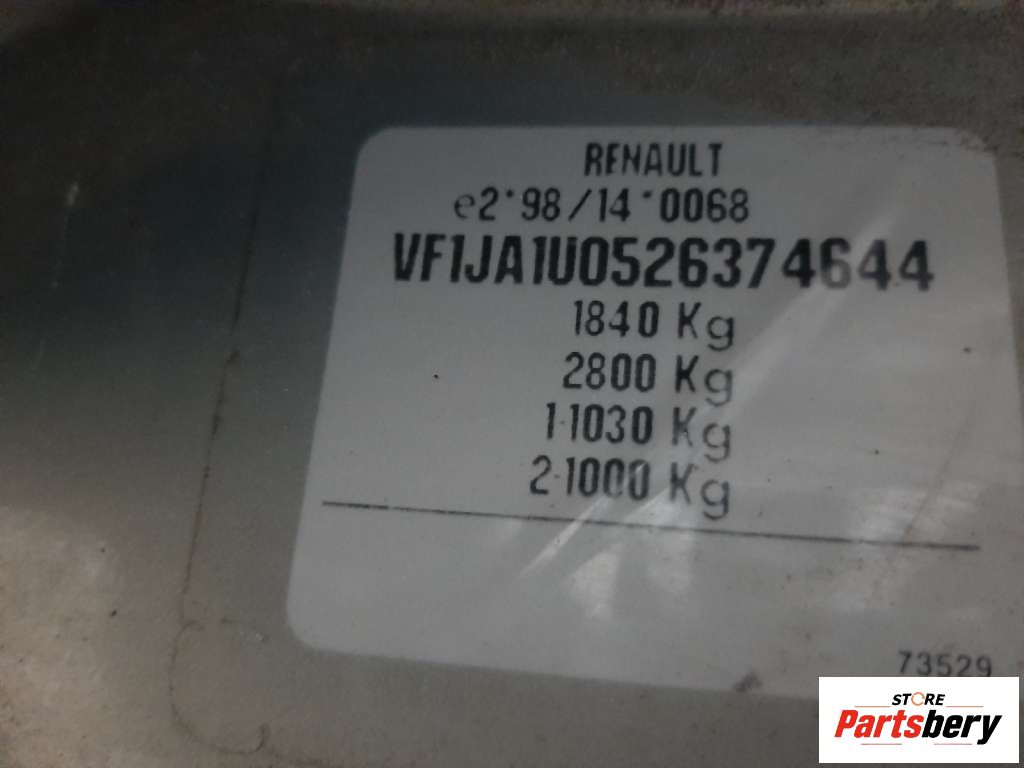 RENAULT
e2*98/14*0068
VF1JA1U0526374644
1840 Kg
2800 Kg
1-1030 Kg
2-1000 Kg
73529
STORE
Partsbery